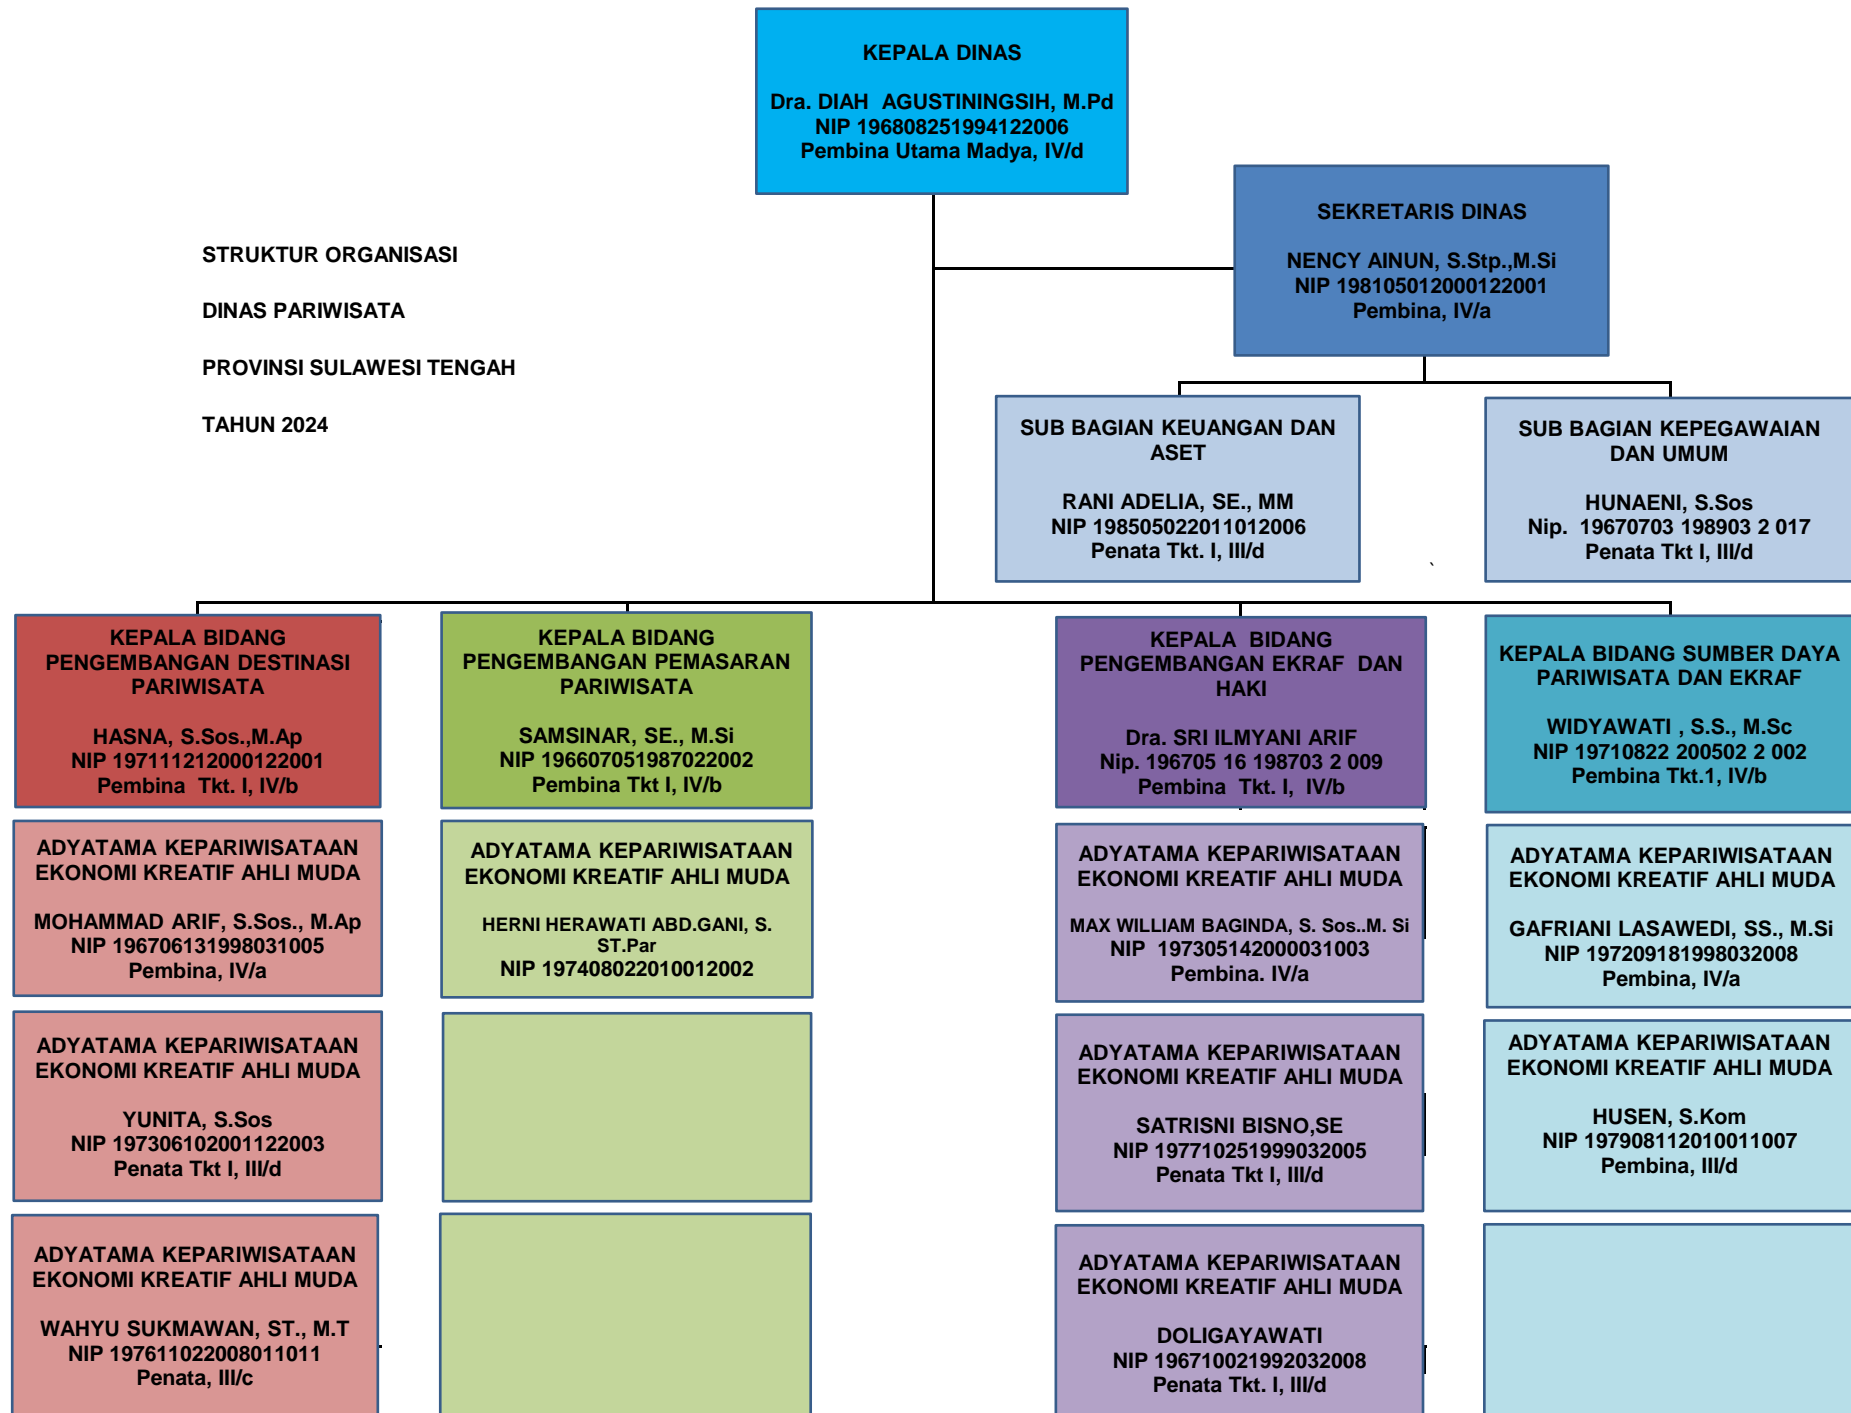 KEPALA DINAS
Dra. DIAH  AGUSTININGSIH, M.Pd
NIP 196808251994122006
Pembina Utama Madya, IV/d
SEKRETARIS DINAS
NENCY AINUN, S.Stp.,M.Si
NIP 198105012000122001
Pembina, IV/a
STRUKTUR ORGANISASI
DINAS PARIWISATA
PROVINSI SULAWESI TENGAH
TAHUN 2024
SUB BAGIAN KEUANGAN DAN
ASET
RANI ADELIA, SE., MM
NIP 198505022011012006
Penata Tkt. I, III/d
SUB BAGIAN KEPEGAWAIAN
DAN UMUM
HUNAENI, S.Sos
Nip.  19670703 198903 2 017
Penata Tkt I, III/d
`
KEPALA BIDANG
PENGEMBANGAN DESTINASI
PARIWISATA
HASNA, S.Sos.,M.Ap
NIP 197111212000122001
Pembina  Tkt. I, IV/b
KEPALA BIDANG
PENGEMBANGAN PEMASARAN
PARIWISATA
SAMSINAR, SE., M.Si
NIP 196607051987022002
Pembina Tkt I, IV/b
KEPALA  BIDANG
PENGEMBANGAN EKRAF  DAN
HAKI
Dra. SRI ILMYANI ARIF
Nip. 196705 16 198703 2 009
Pembina  Tkt. I,  IV/b
KEPALA BIDANG SUMBER DAYA
PARIWISATA DAN EKRAF
WIDYAWATI , S.S., M.Sc
NIP 19710822 200502 2 002
Pembina Tkt.1, IV/b
ADYATAMA KEPARIWISATAAN
EKONOMI KREATIF AHLI MUDA
MOHAMMAD ARIF, S.Sos., M.Ap
NIP 196706131998031005
Pembina, IV/a
ADYATAMA KEPARIWISATAAN
EKONOMI KREATIF AHLI MUDA
HERNI HERAWATI ABD.GANI, S.
ST.Par
NIP 197408022010012002
ADYATAMA KEPARIWISATAAN
EKONOMI KREATIF AHLI MUDA
MAX WILLIAM BAGINDA, S. Sos..M. Si
NIP  197305142000031003
Pembina. IV/a
ADYATAMA KEPARIWISATAAN
EKONOMI KREATIF AHLI MUDA
GAFRIANI LASAWEDI, SS., M.Si
NIP 197209181998032008
Pembina, IV/a
ADYATAMA KEPARIWISATAAN
EKONOMI KREATIF AHLI MUDA
YUNITA, S.Sos
NIP 197306102001122003
Penata Tkt I, III/d
ADYATAMA KEPARIWISATAAN
EKONOMI KREATIF AHLI MUDA
SATRISNI BISNO,SE
NIP 197710251999032005
Penata Tkt I, III/d
ADYATAMA KEPARIWISATAAN
EKONOMI KREATIF AHLI MUDA
HUSEN, S.Kom
NIP 197908112010011007
Pembina, III/d
ADYATAMA KEPARIWISATAAN
EKONOMI KREATIF AHLI MUDA
WAHYU SUKMAWAN, ST., M.T
NIP 197611022008011011
Penata, III/c
ADYATAMA KEPARIWISATAAN
EKONOMI KREATIF AHLI MUDA
DOLIGAYAWATI
NIP 196710021992032008
Penata Tkt. I, III/d